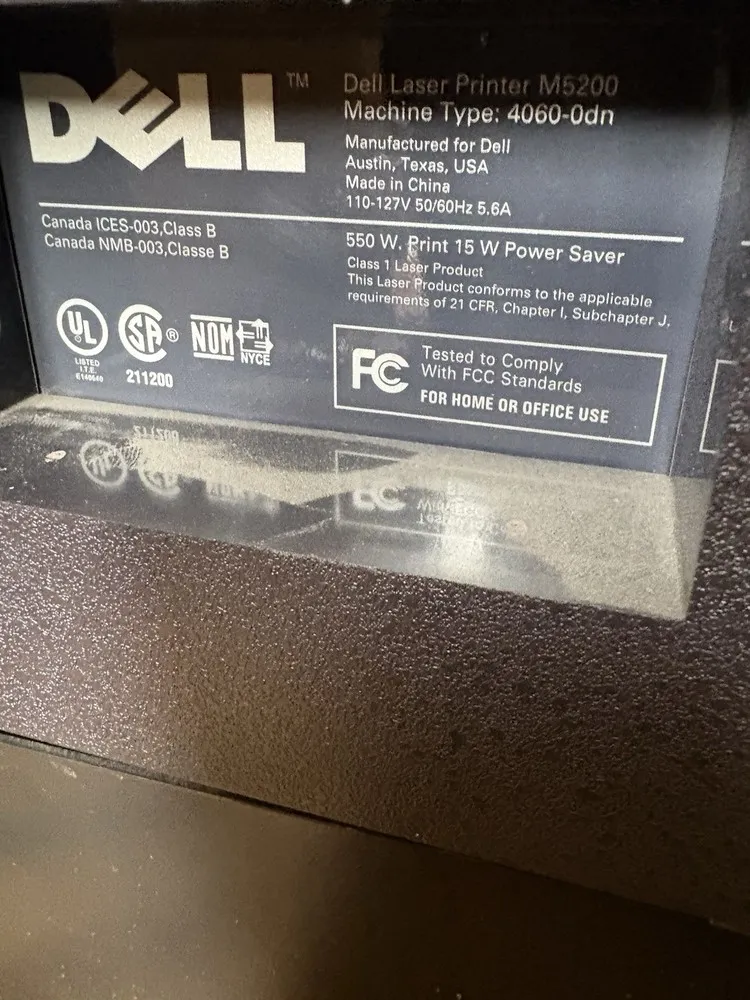 DELL™
Dell Laser Printer M5200
Machine Type: 4060-0dn
Manufactured for Dell
Austin, Texas, USA
Made in China
110-127V 50/60Hz 5.6A
Canada ICES-003,Class B
Canada NMB-003,Classe B
550 W. Print 15 W Power Saver
Class 1 Laser Product
This Laser Product conforms to the applicable
requirements of 21 CFR, Chapter I, Subchapter J.
UL
LISTED
I.T.E.
SA®
211200
NOM
NYCE
FC
Tested to Comply
With FCC Standards
FOR HOME OR OFFICE USE